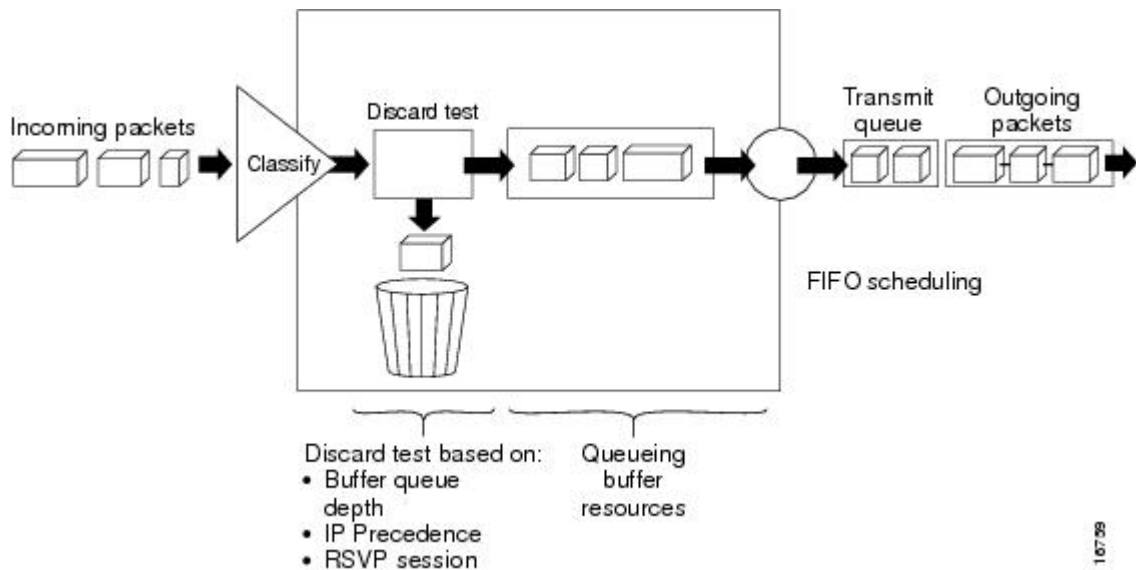 Incoming packets
Classify
Discard test
Transmit
queue
Outgoing
packets
FIFO scheduling
Discard test based on:
• Buffer queue
depth
• IP Precedence
• RSVP session
Queueing
buffer
resources
16759